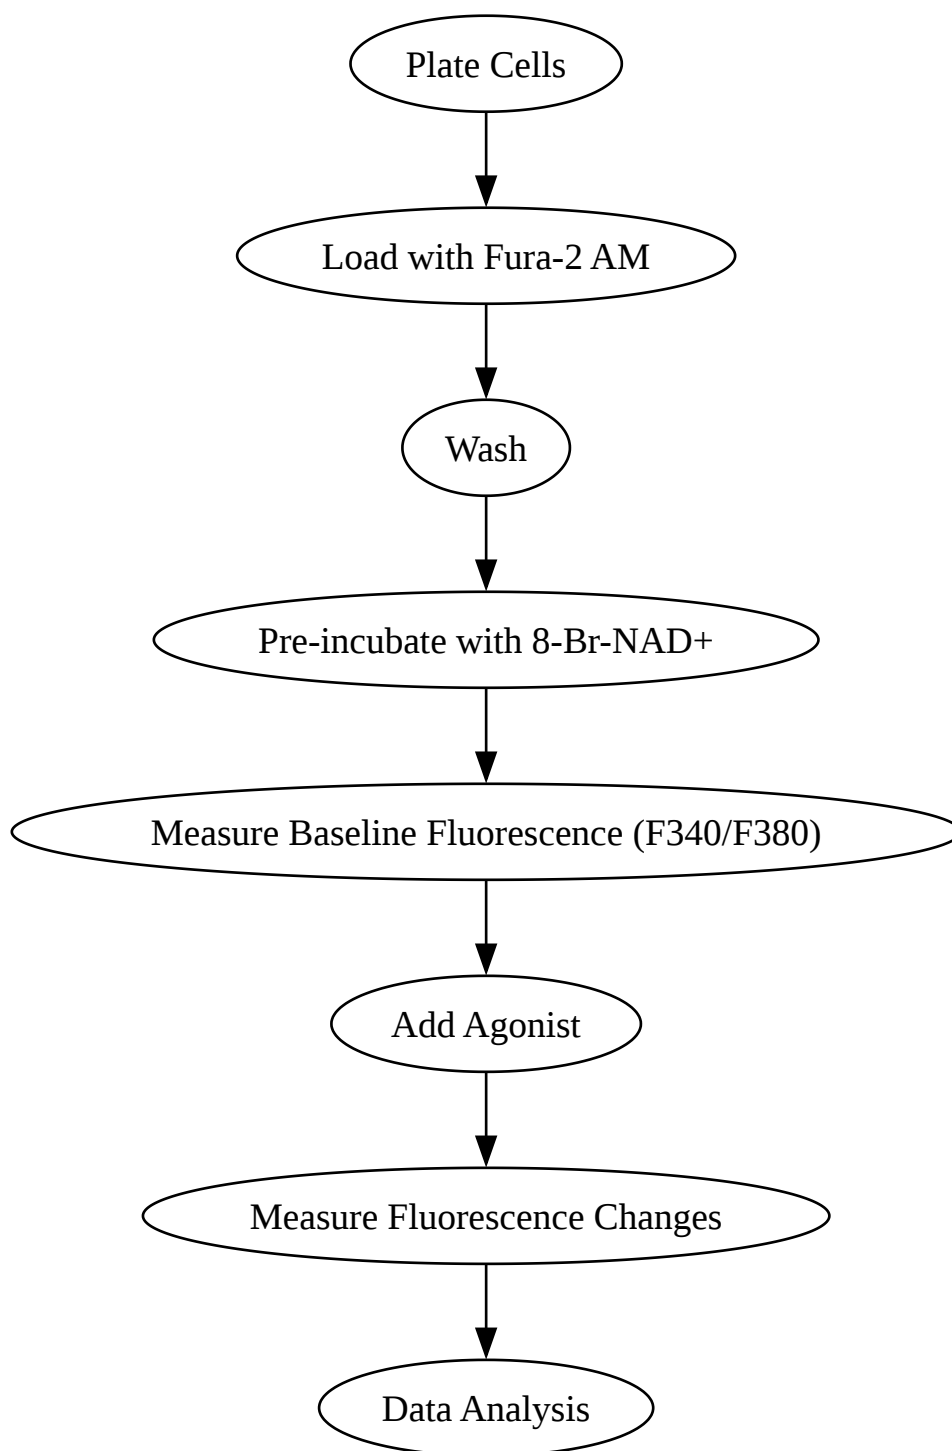 Plate Cells
Load with Fura-2 AM
Wash
Pre-incubate with 8-Br-NAD+
Measure Baseline Fluorescence (F340/F380)
Add Agonist
Measure Fluorescence Changes
Data Analysis